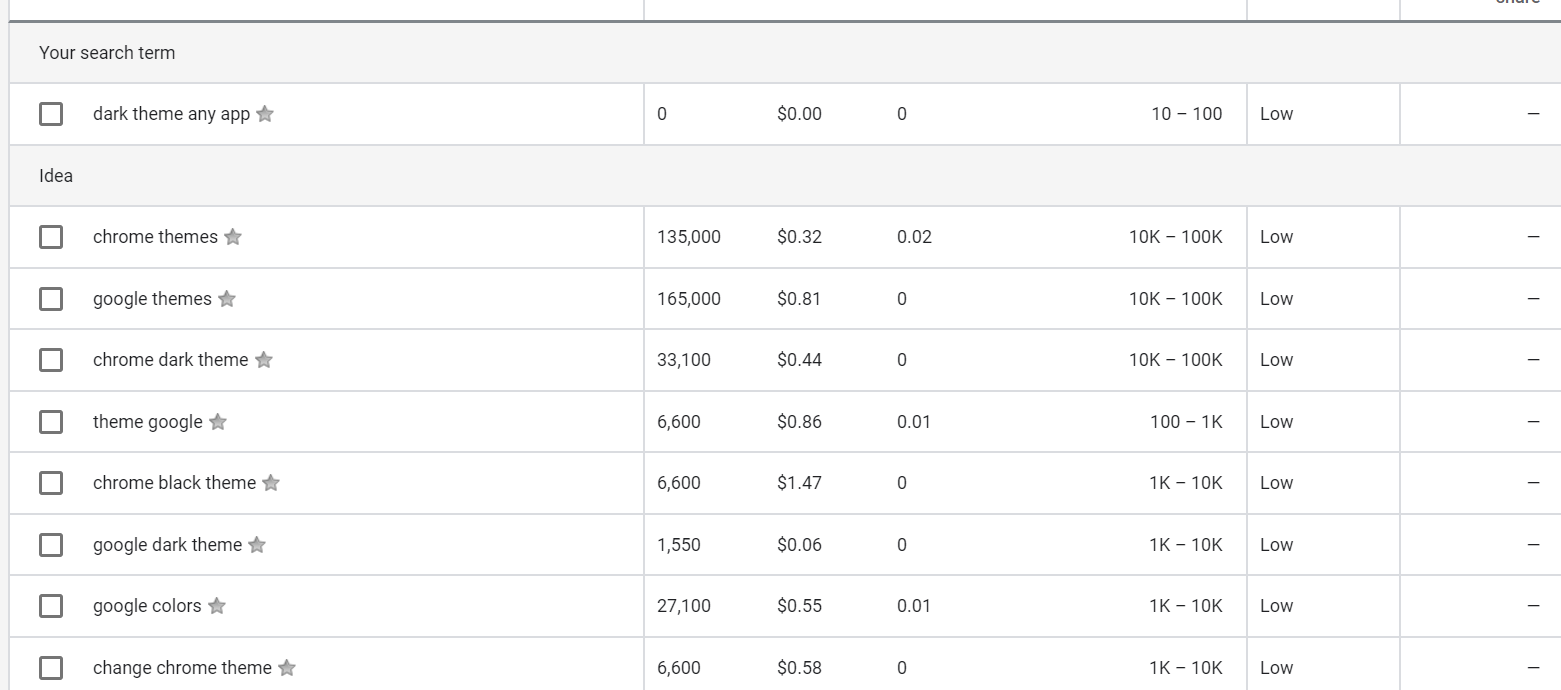 share
Your search term
dark theme any app 0 $0.00 0 10 – 100 Low –
Idea
chrome themes 135,000 $0.32 0.02 10K – 100K Low –
google themes 165,000 $0.81 0 10K – 100K Low –
chrome dark theme 33,100 $0.44 0 10K – 100K Low –
theme google 6,600 $0.86 0.01 100 – 1K Low –
chrome black theme 6,600 $1.47 0 1K – 10K Low –
google dark theme 1,550 $0.06 0 1K – 10K Low –
google colors 27,100 $0.55 0.01 1K – 10K Low –
change chrome theme 6,600 $0.58 0 1K – 10K Low –